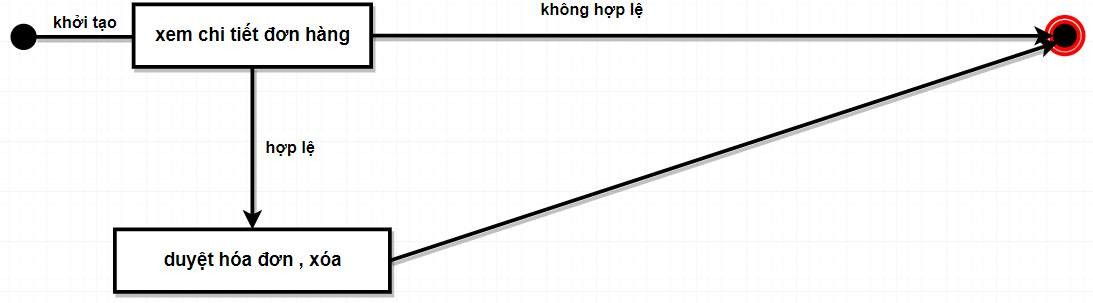 khởi tạo
xem chi tiết đơn hàng
không hợp lệ
hợp lệ
duyệt hóa đơn , xóa